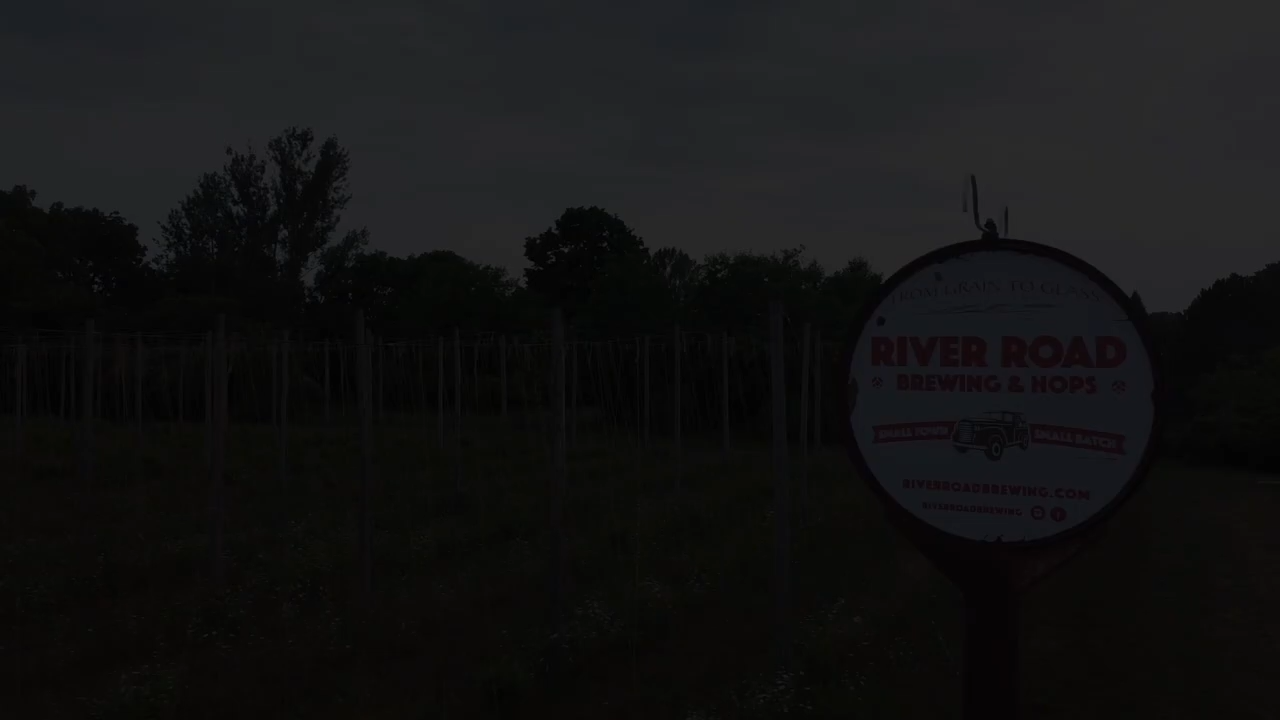 FROM GRAIN TO GLASS
RIVER ROAD
BREWING & HOPS
SMALL TOWN SMALL BATCH
RIVERROADBREWING.COM
RIVERROADBREWING